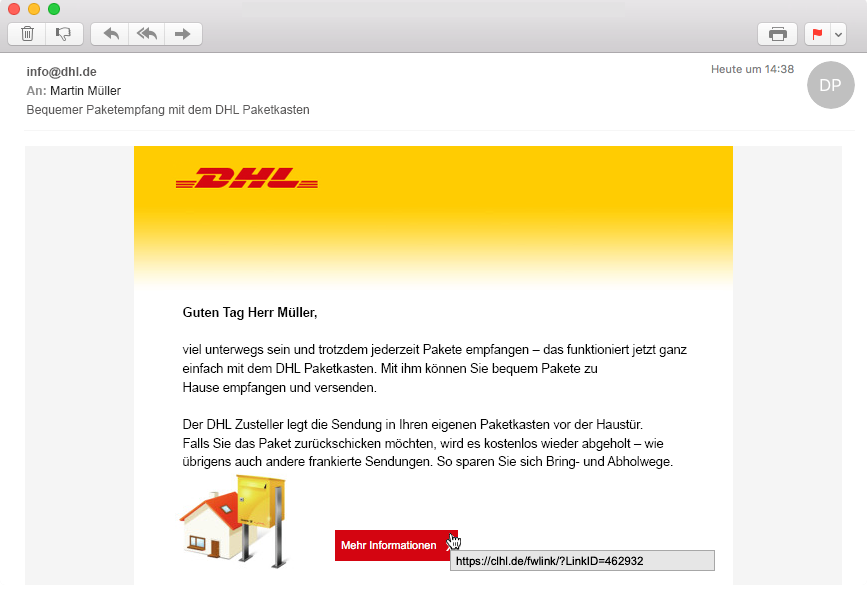 info@dhl.de
Heute um 14:38
DP
An: Martin Müller
Bequemer Paketempfang mit dem DHL Paketkasten
DHL
Guten Tag Herr Müller,
viel unterwegs sein und trotzdem jederzeit Pakete empfangen – das funktioniert jetzt ganz
einfach mit dem DHL Paketkasten. Mit ihm können Sie bequem Pakete zu
Hause empfangen und versenden.
Der DHL Zusteller legt die Sendung in Ihren eigenen Paketkasten vor der Haustür.
Falls Sie das Paket zurückschicken möchten, wird es kostenlos wieder abgeholt – wie
übrigens auch andere frankierte Sendungen. So sparen Sie sich Bring- und Abholwege.
Mehr Informationen
https://clhl.de/fwlink/?LinkID=462932